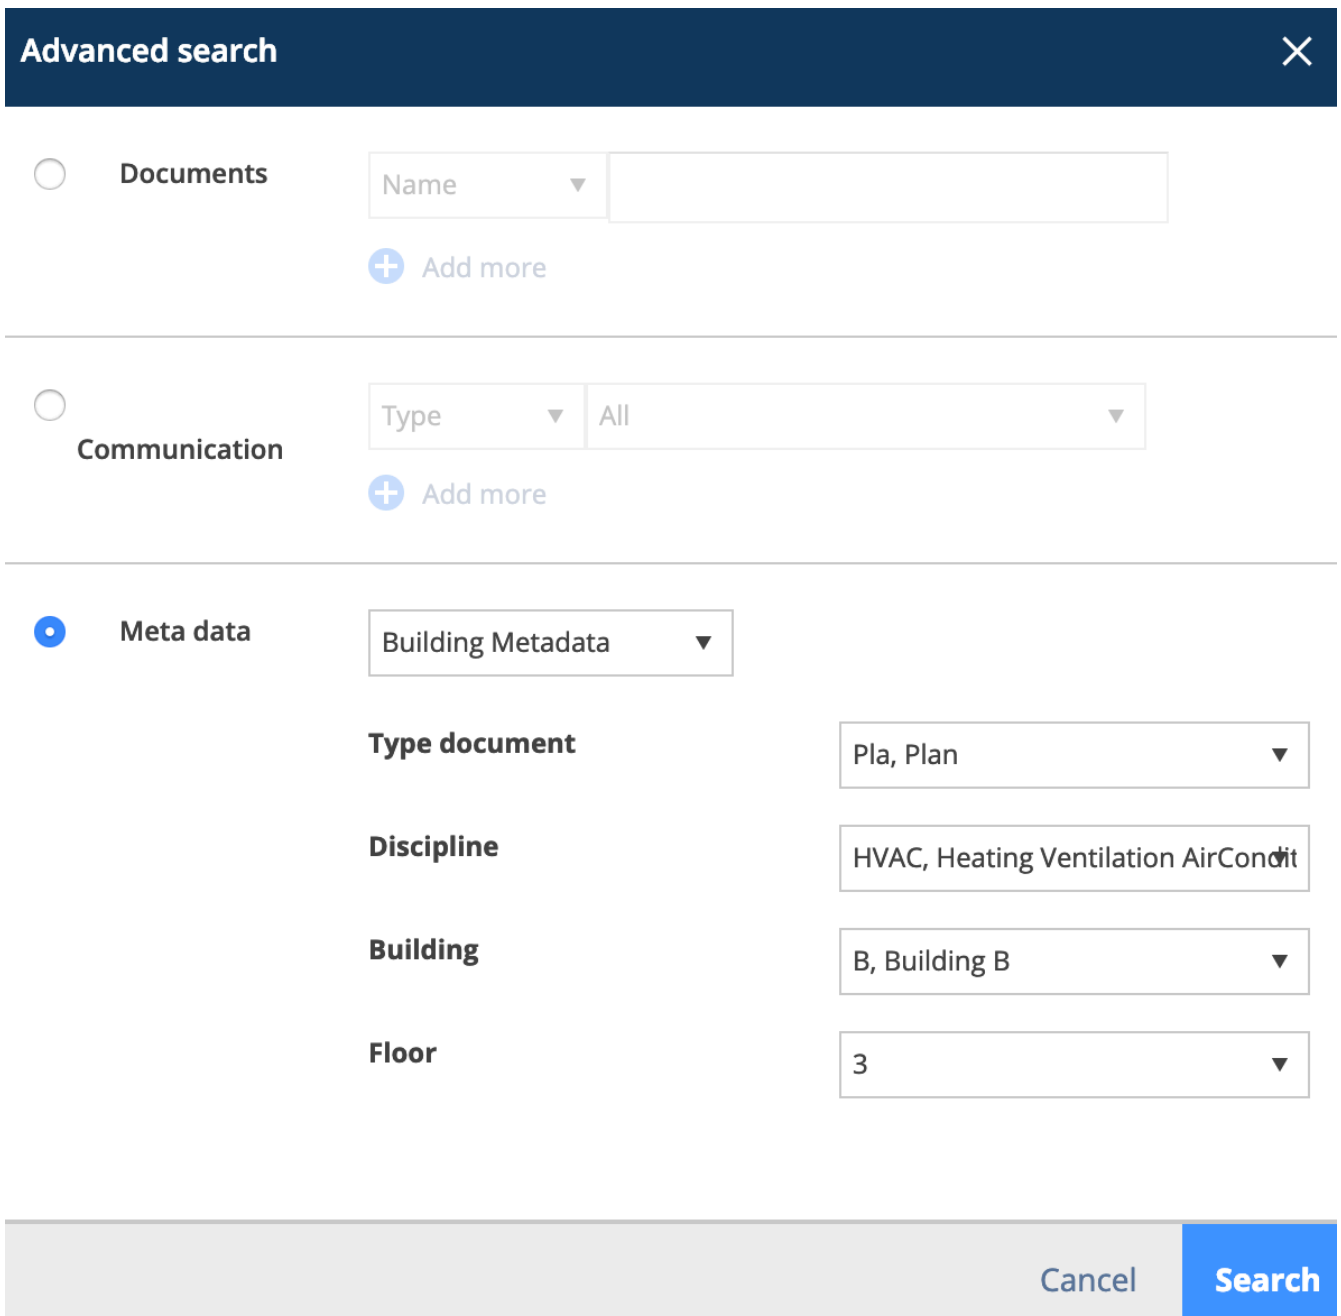 Advanced search
Documents
Name
Add more
Communication
Type
All
Add more
Meta data
Building Metadata
Type document
Pla, Plan
Discipline
HVAC, Heating Ventilation AirCondit
Building
B, Building B
Floor
3
Cancel
Search